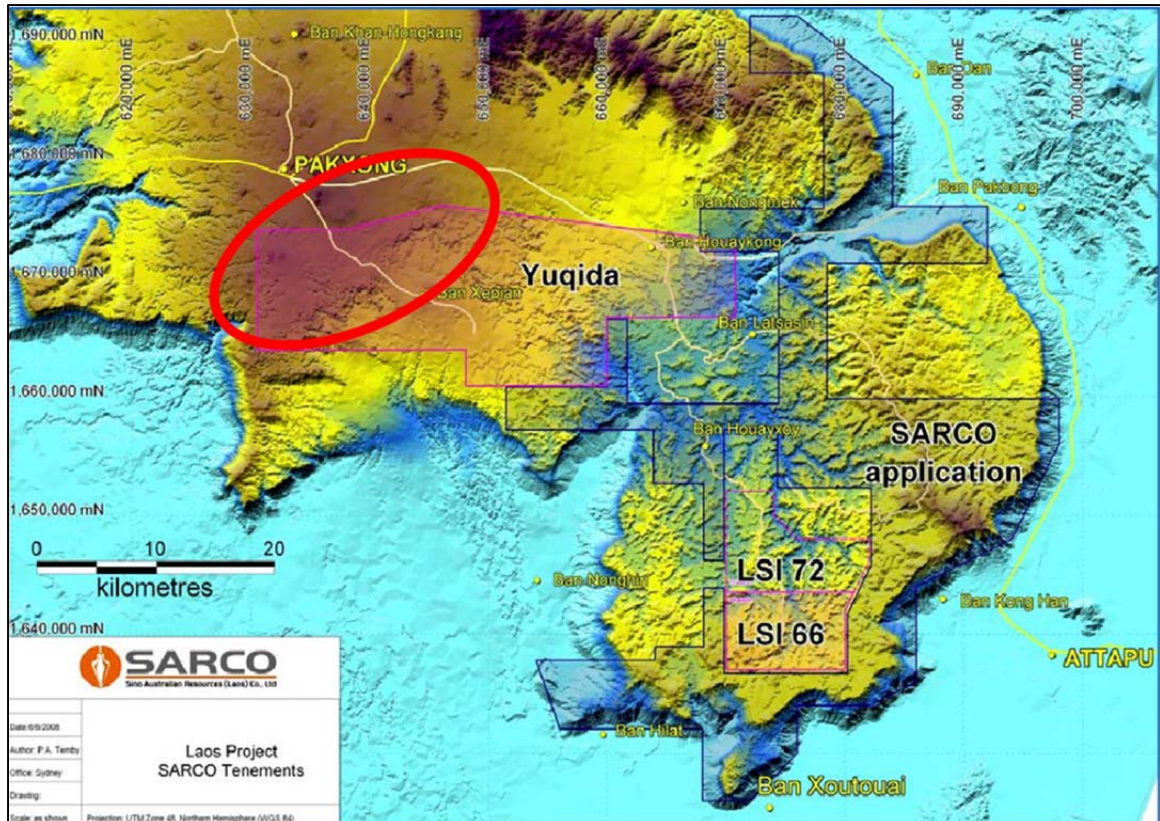 1,690,000 mN
Ban Khan-Hongkang
620,000 mE
630,000 mE
660,000 mE
650,000 mE
660,000 mE
670,000 mE
680,000 mE
690,000 mE
700,000 mE
Ban Dan
1,680,000 mN
PAKXONG
Ban Pakbong
Ban-Nongmek
Ban-Houaykong
1,670,000 mN
Yuqida
Ban Xepian
Ban Latsasin
1,660,000 mN
Ban Houayxoy
SARCO
application
1,650,000 mN
0 10 20
kilometres
LSI 72
Ban-Nonghin
Ban Kong Han
1,640,000 mN
LSI 66
ATTAPU
SARCO
Sino Australian Resources (Laos) Co., Ltd
Date:6/6/2008
Author: P.A. Temby
Office: Sydney
Drawing:
Scale: as shown
Laos Project
SARCO Tenements
Projection: UTM Zone 48, Northern Hemisphere (WGS 84)
Ban Hilat
Ban Xoutouai